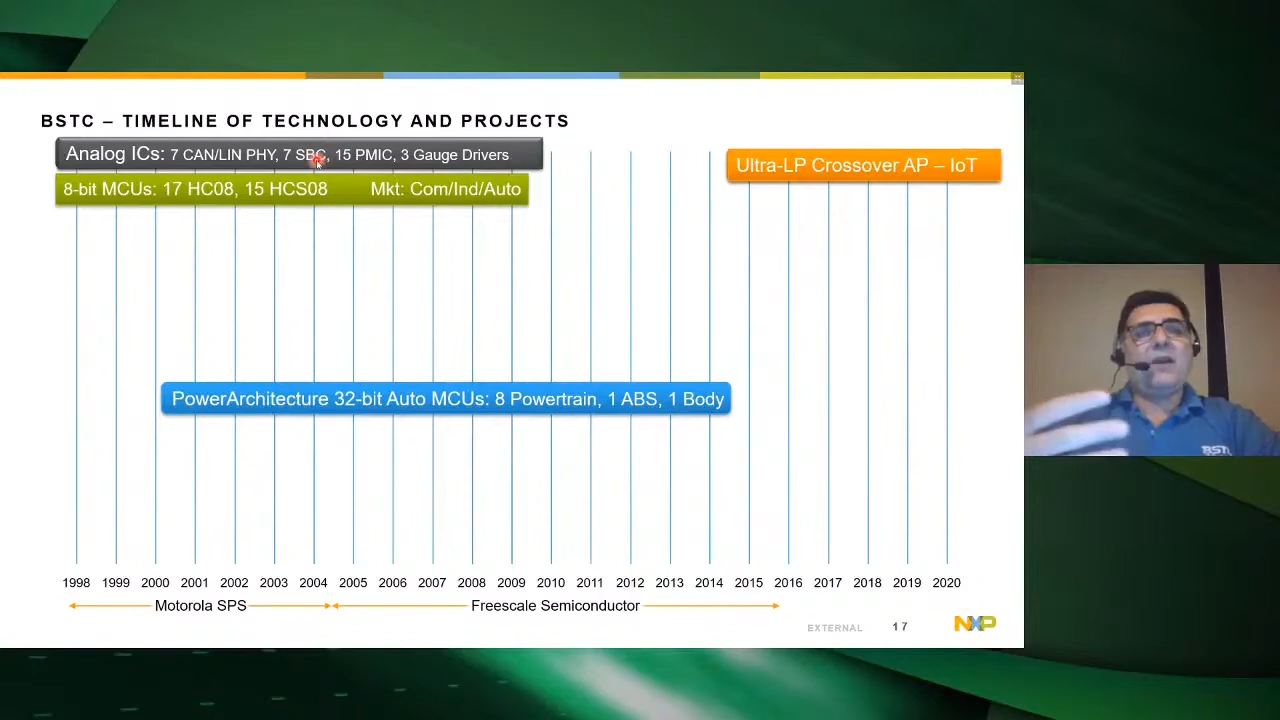 BSTC – TIMELINE OF TECHNOLOGY AND PROJECTS
Analog ICs: 7 CAN/LIN PHY, 7 SBC, 15 PMIC, 3 Gauge Drivers
Ultra-LP Crossover AP – IoT
8-bit MCUs: 17 HC08, 15 HCS08 Mkt: Com/Ind/Auto
PowerArchitecture 32-bit Auto MCUs: 8 Powertrain, 1 ABS, 1 Body
BSTC
1998 1999 2000 2001 2002 2003 2004 2005 2006 2007 2008 2009 2010 2011 2012 2013 2014 2015 2016 2017 2018 2019 2020
Motorola SPS Freescale Semiconductor
EXTERNAL 17 NXP